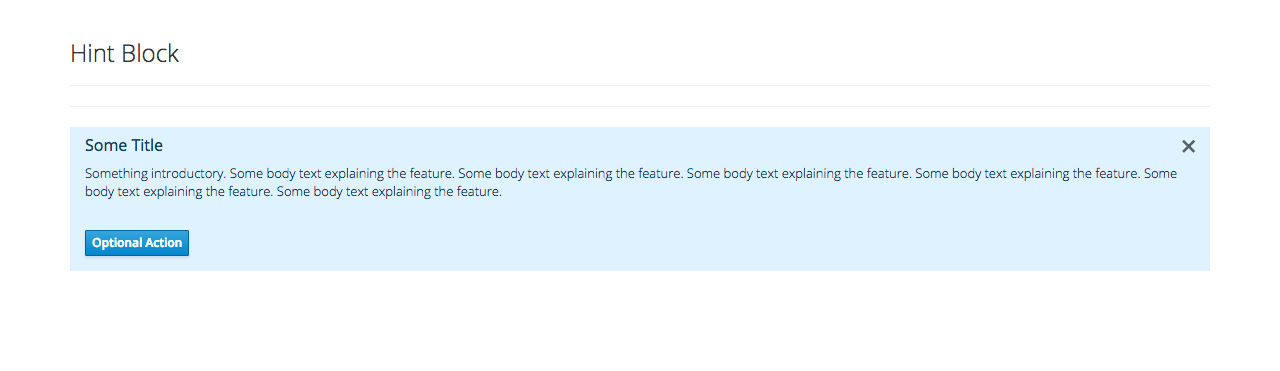 Hint Block
Some Title
Something introductory. Some body text explaining the feature. Some body text explaining the feature. Some body text explaining the feature. Some body text explaining the feature. Some
body text explaining the feature. Some body text explaining the feature.
Optional Action